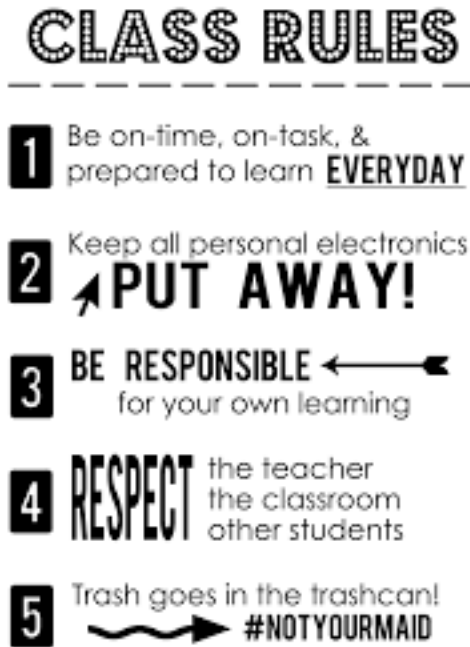 CLASS RULES
1 Be on-time, on-task, &
prepared to learn EVERYDAY
2 Keep all personal electronics
PUT AWAY!
3 BE RESPONSIBLE
for your own learning
4 RESPECT the teacher
the classroom
other students
5 Trash goes in the trashcan!
#NOTYOURMAID